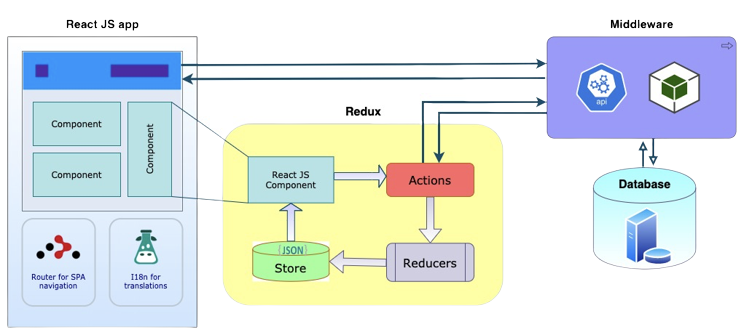 React JS app
Middleware
api
Redux
Component
Component
Component
React JS
Component
Actions
Database
{JSON}
Store
Reducers
Router for SPA
navigation
I18n for
translations